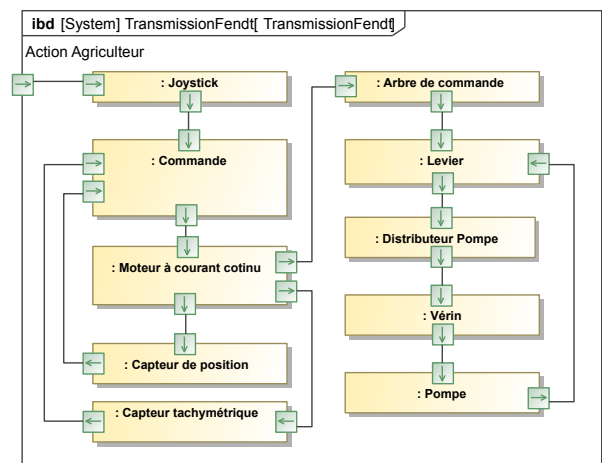 ibd [System] TransmissionFendt[ TransmissionFendt]
Action Agriculteur
: Joystick
: Commande
: Moteur à courant cotinu
: Capteur de position
: Capteur tachymétrique
: Arbre de commande
: Levier
: Distributeur Pompe
: Vérin
: Pompe